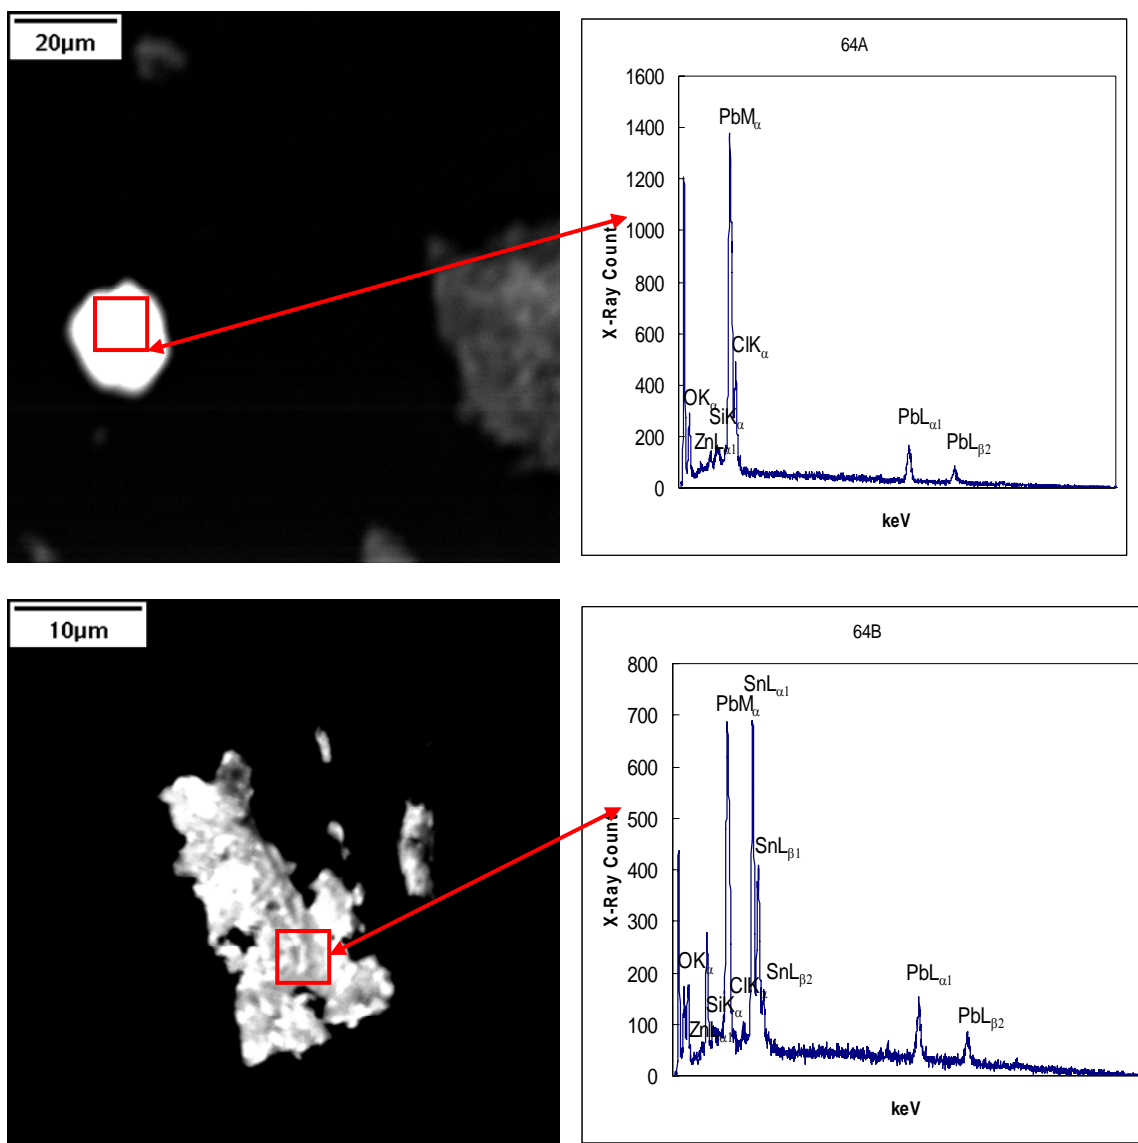 20µm
64A
1600
1400
1200
1000
800
600
400
200
0
X-Ray Count
PbMα
ClKα
OKα
SiKα
ZnLα1
PbLα1
PbLβ2
keV
10µm
64B
800
700
600
500
400
300
200
100
0
X-Ray Count
SnLα1
PbMα
SnLβ1
SnLβ2
OKα
ClKα
SiKα
ZnLα1
PbLα1
PbLβ2
keV